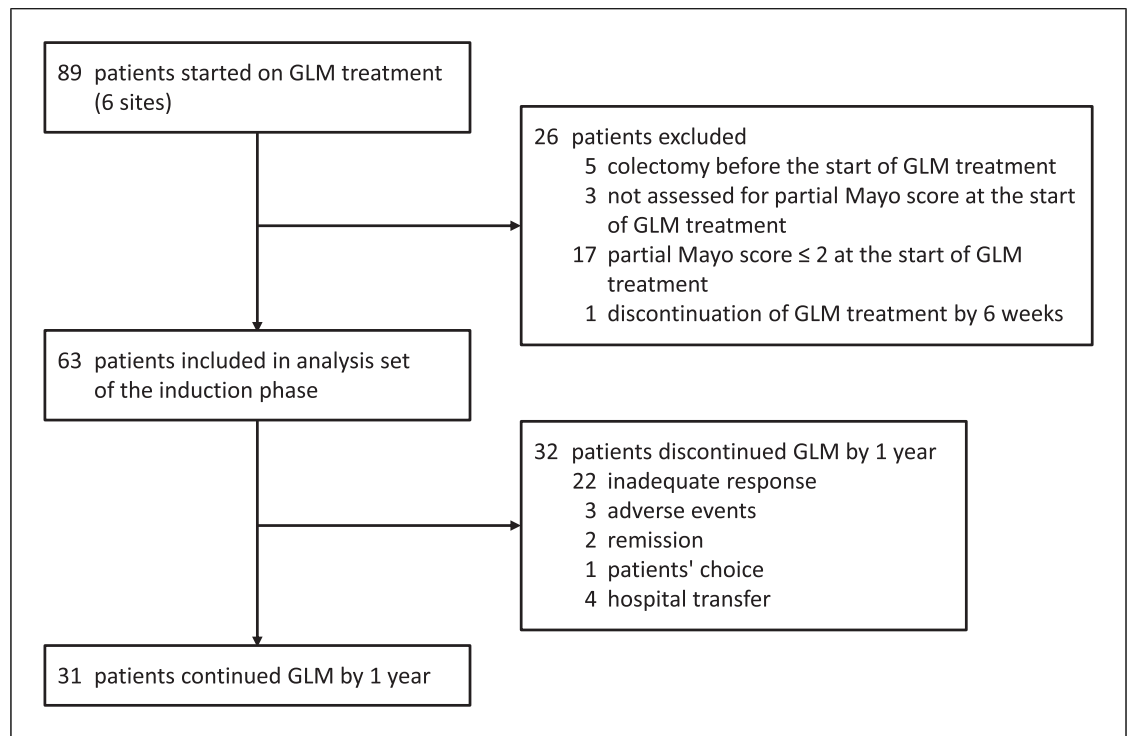 89 patients started on GLM treatment
(6 sites)
26 patients excluded
5 colectomy before the start of GLM treatment
3 not assessed for partial Mayo score at the start
of GLM treatment
17 partial Mayo score ≤ 2 at the start of GLM
treatment
1 discontinuation of GLM treatment by 6 weeks
63 patients included in analysis set
of the induction phase
32 patients discontinued GLM by 1 year
22 inadequate response
3 adverse events
2 remission
1 patients' choice
4 hospital transfer
31 patients continued GLM by 1 year